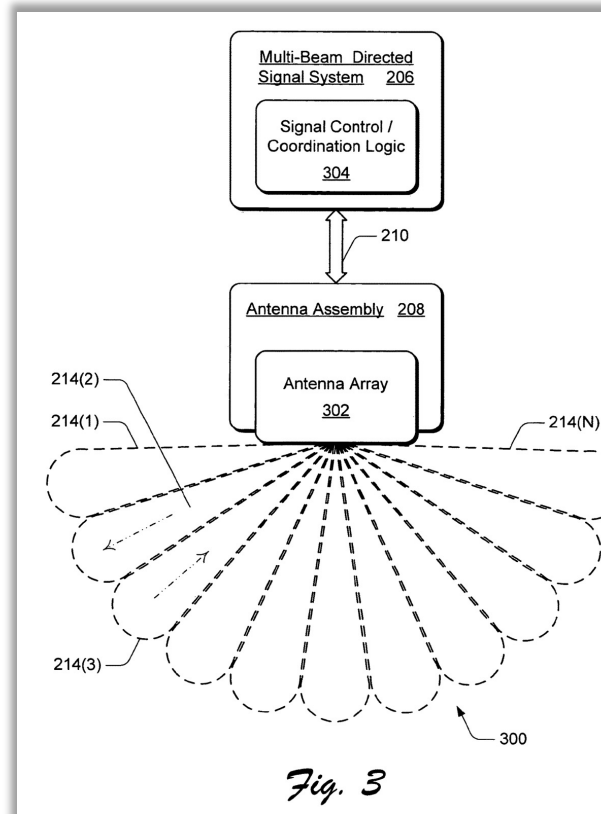 Multi-Beam Directed
Signal System 206
Signal Control /
Coordination Logic
304
210
Antenna Assembly 208
Antenna Array
302
214(2)
214(1)
214(N)
214(3)
300
Fig. 3